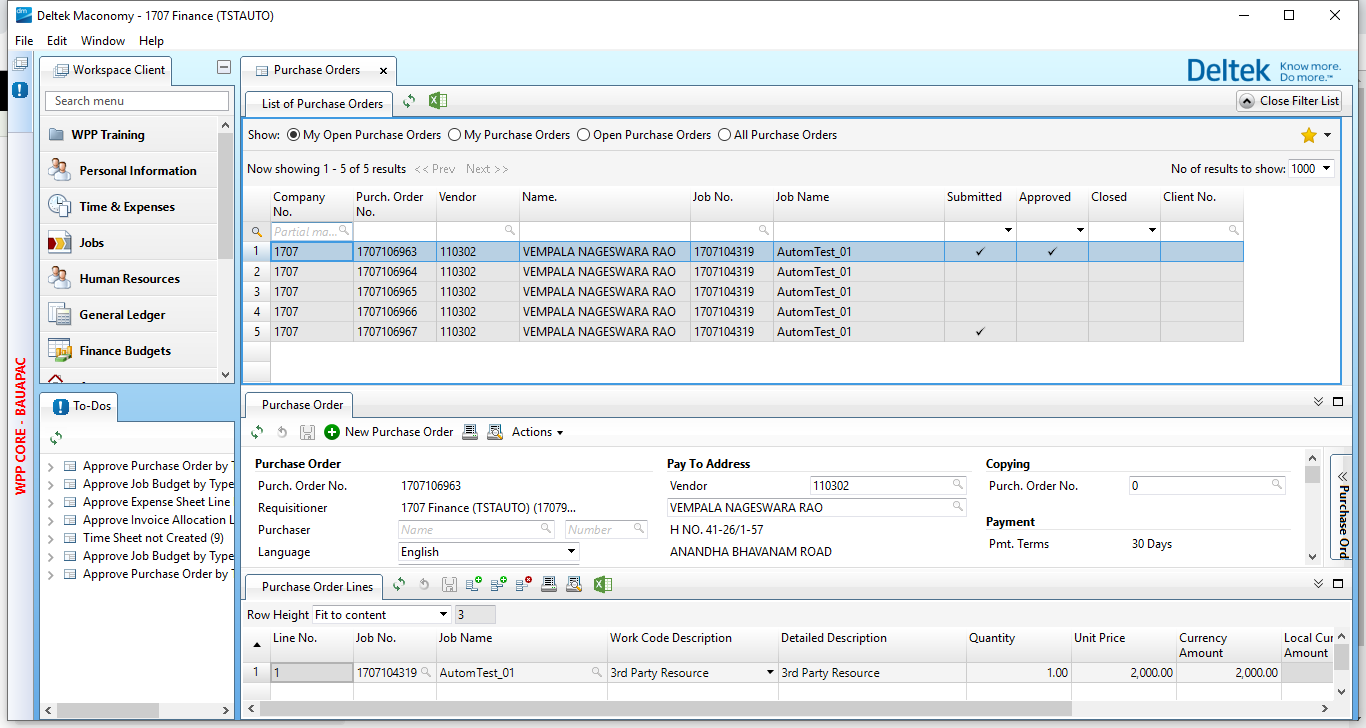 Deltek Maconomy - 1707 Finance (TSTAUTO)
File Edit Window Help
Workspace Client
Search menu
WPP Training
Personal Information
Time & Expenses
Jobs
Human Resources
General Ledger
Finance Budgets
WPP CORE - BAUAPAC
To-Dos
Approve Purchase Order by
Approve Job Budget by Type
Approve Expense Sheet Line
Approve Invoice Allocation L
Time Sheet not Created (9)
Approve Job Budget by Type
Approve Purchase Order by
Purchase Orders
Deltek Know more. Do more.™
List of Purchase Orders
Close Filter List
Show: My Open Purchase Orders My Purchase Orders Open Purchase Orders All Purchase Orders
Now showing 1 - 5 of 5 results << Prev Next >> No of results to show: 1000
Company No. Purch. Order No. Vendor Name. Job No. Job Name Submitted Approved Closed Client No.
Partial ma...
1 1707 1707106963 110302 VEMPALA NAGESWARA RAO 1707104319 AutomTest_01 ✓ ✓
2 1707 1707106964 110302 VEMPALA NAGESWARA RAO 1707104319 AutomTest_01
3 1707 1707106965 110302 VEMPALA NAGESWARA RAO 1707104319 AutomTest_01
4 1707 1707106966 110302 VEMPALA NAGESWARA RAO 1707104319 AutomTest_01
5 1707 1707106967 110302 VEMPALA NAGESWARA RAO 1707104319 AutomTest_01 ✓
Purchase Order
New Purchase Order Actions
Purchase Order Pay To Address Copying
Purch. Order No. 1707106963 Vendor 110302 Purch. Order No. 0
Requisitioner 1707 Finance (TSTAUTO) (17079... VEMPALA NAGESWARA RAO Payment
Purchaser Name Number H NO. 41-26/1-57 Pmt. Terms 30 Days
Language English ANANDHA BHAVANAM ROAD
Purchase Ord
Purchase Order Lines
Row Height Fit to content 3
Line No. Job No. Job Name Work Code Description Detailed Description Quantity Unit Price Currency Amount Local Cur Amount
1 1 1707104319 AutomTest_01 3rd Party Resource 3rd Party Resource 1.00 2,000.00 2,000.00